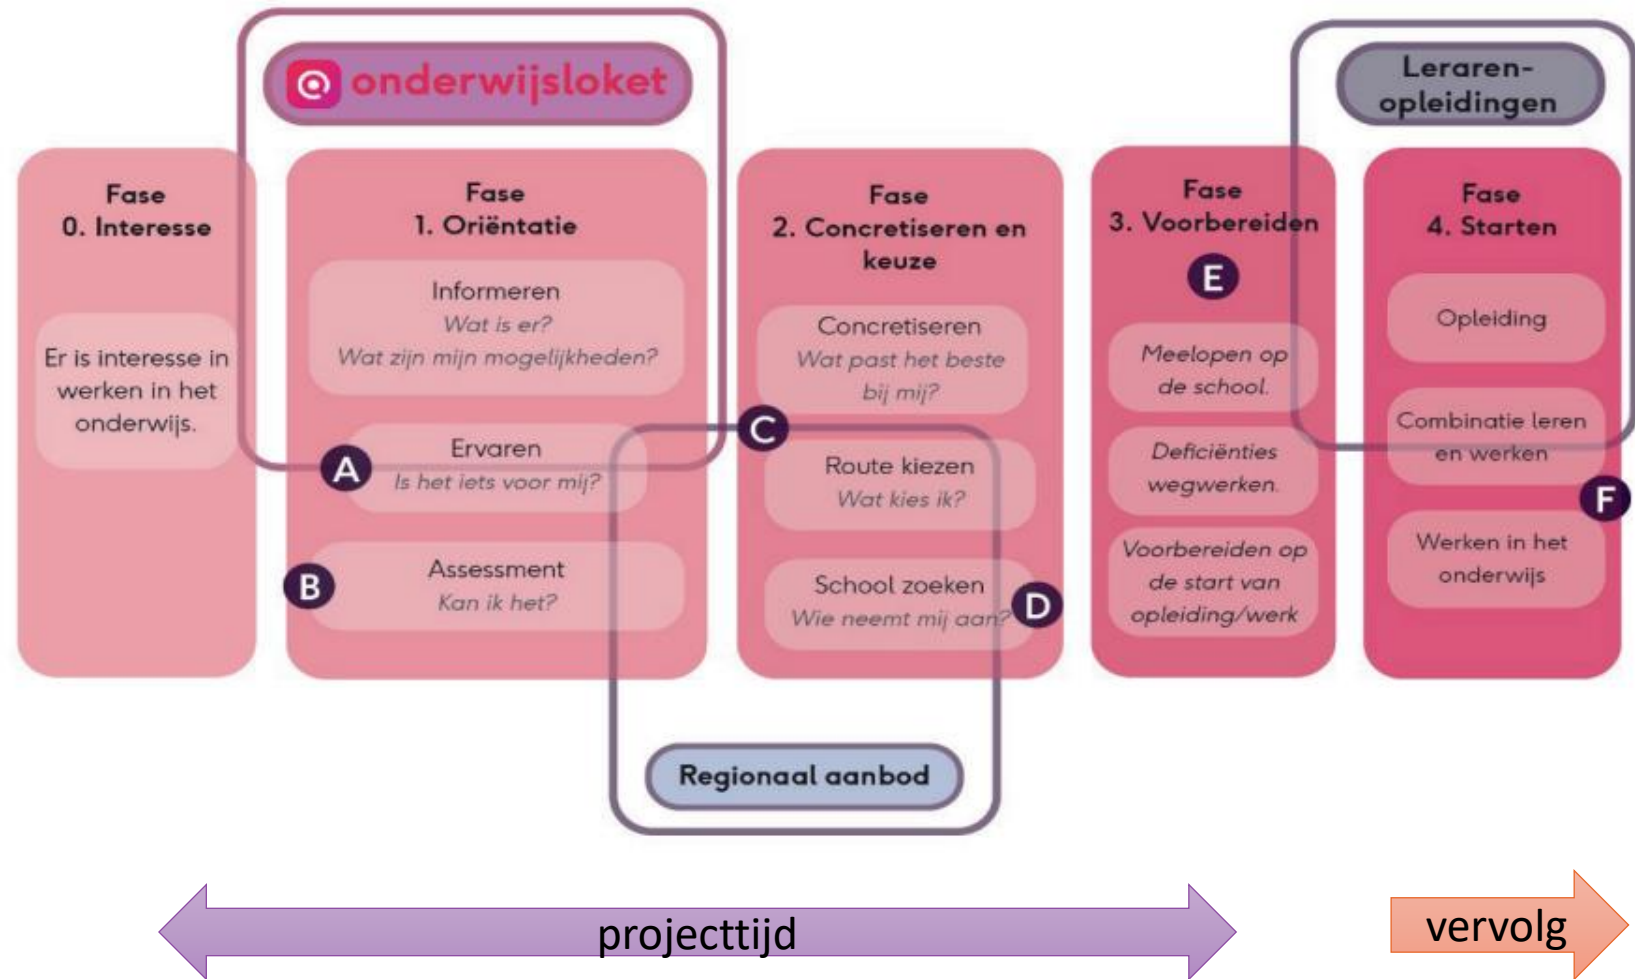 onderwijsloket
Leraren-
opleidingen
Fase
0. Interesse
Er is interesse in
werken in het
onderwijs.
Fase
1. Oriëntatie
Informeren
Wat is er?
Wat zijn mijn mogelijkheden?
A
Ervaren
Is het iets voor mij?
B
Assessment
Kan ik het?
Fase
2. Concretiseren en
keuze
Concretiseren
Wat past het beste
bij mij?
C
Route kiezen
Wat kies ik?
School zoeken
Wie neemt mij aan?
D
Fase
3. Voorbereiden
E
Meelopen op
de school.
Deficiënties
wegwerken.
Voorbereiden op
de start van
opleiding/werk
Fase
4. Starten
Opleiding
Combinatie leren
en werken
F
Werken in het
onderwijs
Regionaal aanbod
projecttijd
vervolg